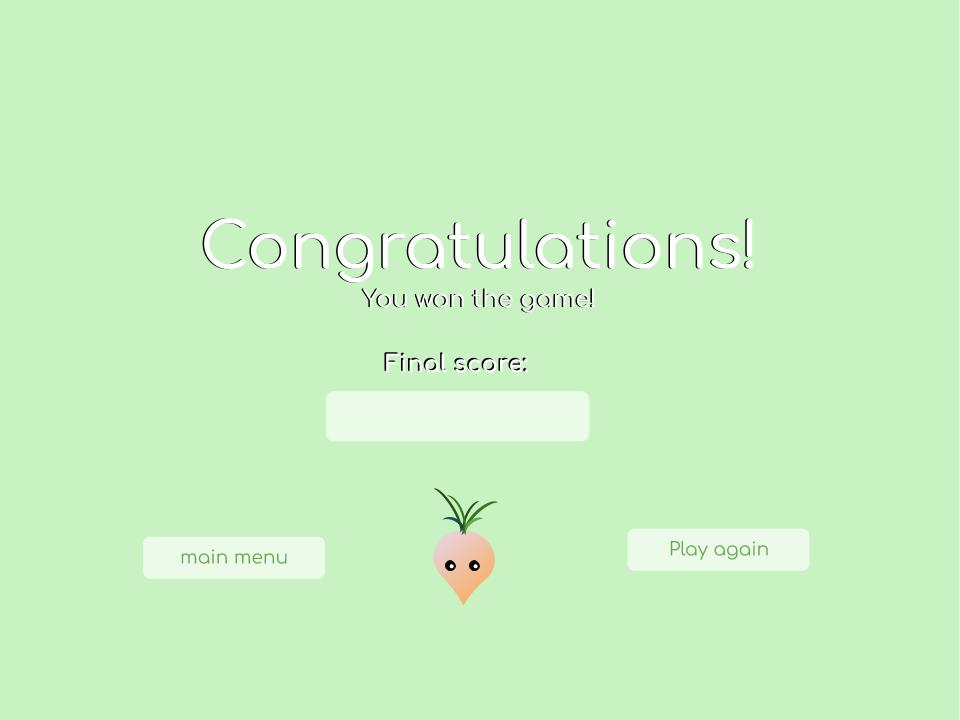 Congratulations!
You won the game!
Final score:
main menu
Play again